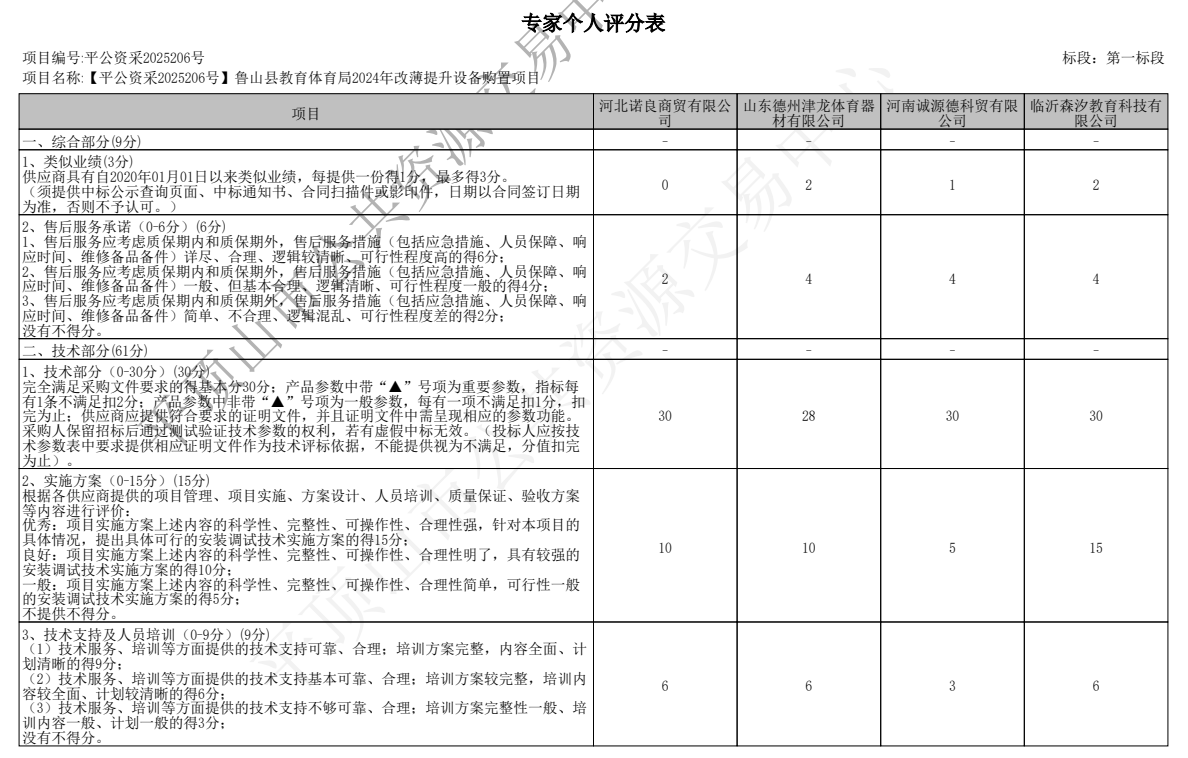 专家个人评分表
项目编号:平公资采2025206号
标段：第一标段
项目名称:【平公资采2025206号】鲁山县教育体育局2024年改薄提升设备购置项目
项目 河北诺良商贸有限公司 山东德州津龙体育器材有限公司 河南诚源德科贸有限公司 临沂森汐教育科技有限公司
一、综合部分(9分) - - - -
1、类似业绩(3分)
供应商具有自2020年01月01日以来类似业绩，每提供一份得1分，最多得3分。
（须提供中标公示查询页面、中标通知书、合同扫描件或影印件，日期以合同签订日期
为准，否则不予认可。）
0 2 1 2
2、售后服务承诺（0-6分）(6分)
1、售后服务应考虑质保期内和质保期外，售后服务措施（包括应急措施、人员保障、响
应时间、维修备品备件）详尽、合理、逻辑较清晰、可行性程度高的得6分；
2、售后服务应考虑质保期内和质保期外，售后服务措施（包括应急措施、人员保障、响
应时间、维修备品备件）一般、但基本合理、逻辑清晰、可行性程度一般的得4分；
3、售后服务应考虑质保期内和质保期外，售后服务措施（包括应急措施、人员保障、响
应时间、维修备品备件）简单、不合理、逻辑混乱、可行性程度差的得2分；
没有不得分。
2 4 4 4
二、技术部分(61分) - - - -
1、技术部分（0-30分）(30分)
完全满足采购文件要求的得基本分30分；产品参数中带“▲”号项为重要参数，指标每
有1条不满足扣2分；产品参数中非带“▲”号项为一般参数，每有一项不满足扣1分，扣
完为止；供应商应提供符合要求的证明文件，并且证明文件中需呈现相应的参数功能。
采购人保留招标后通过测试验证技术参数的权利，若有虚假中标无效。（投标人应按技
术参数表中要求提供相应证明文件作为技术评标依据，不能提供视为不满足，分值扣完
为止）。
30 28 30 30
2、实施方案（0-15分）(15分)
根据各供应商提供的项目管理、项目实施、方案设计、人员培训、质量保证、验收方案
等内容进行评价：
优秀：项目实施方案上述内容的科学性、完整性、可操作性、合理性强，针对本项目的
具体情况，提出具体可行的安装调试技术实施方案的得15分；
良好：项目实施方案上述内容的科学性、完整性、可操作性、合理性明了，具有较强的
安装调试技术实施方案的得10分；
一般：项目实施方案上述内容的科学性、完整性、可操作性、合理性简单，可行性一般
的安装调试技术实施方案的得5分；
不提供不得分。
10 10 5 15
3、技术支持及人员培训（0-9分）(9分)
（1）技术服务、培训等方面提供的技术支持可靠、合理；培训方案完整，内容全面、计
划清晰的得9分；
（2）技术服务、培训等方面提供的技术支持基本可靠、合理；培训方案较完整，培训内
容较全面、计划较清晰的得6分；
（3）技术服务、培训等方面提供的技术支持不够可靠、合理；培训方案完整性一般、培
训内容一般、计划一般的得3分；
没有不得分。
6 6 3 6